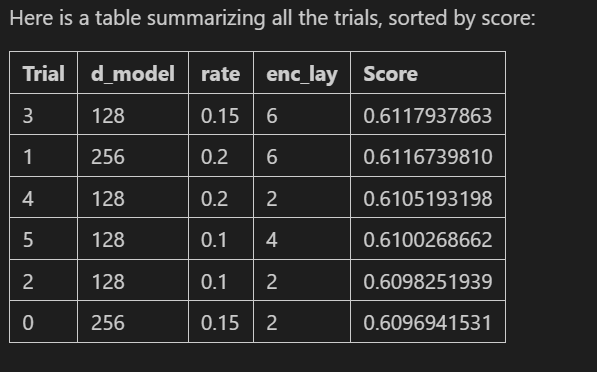 Here is a table summarizing all the trials, sorted by score:
Trial d_model rate enc_lay Score
3 128 0.15 6 0.6117937863
1 256 0.2 6 0.6116739810
4 128 0.2 2 0.6105193198
5 128 0.1 4 0.6100268662
2 128 0.1 2 0.6098251939
0 256 0.15 2 0.6096941531